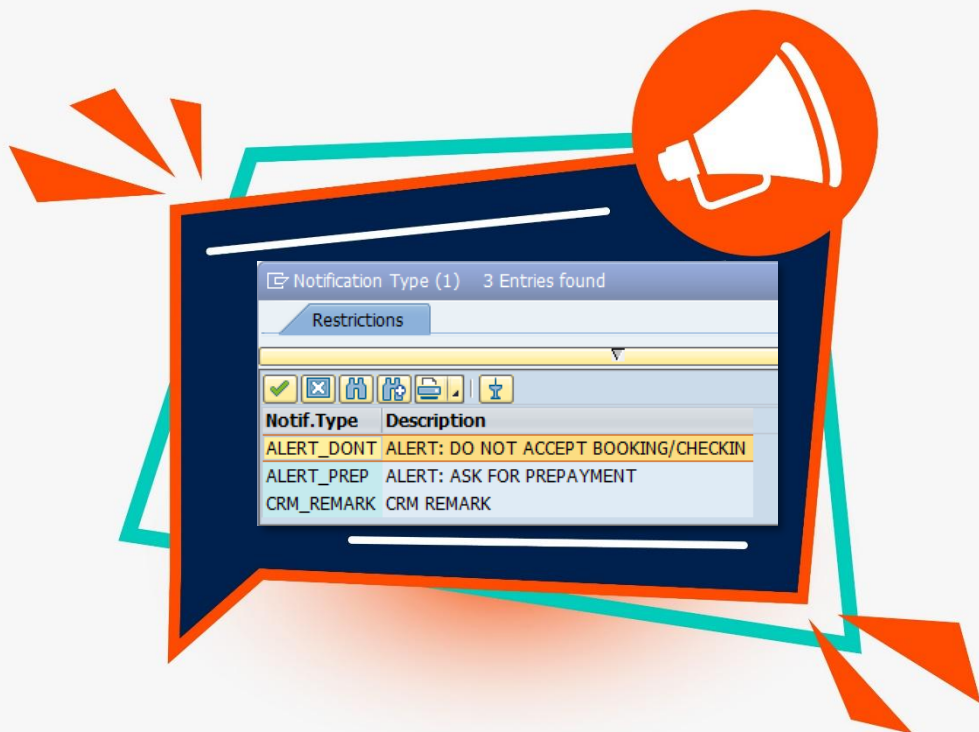 Notification Type (1) 3 Entries found
Restrictions
Notif.Type Description
ALERT_DONT ALERT: DO NOT ACCEPT BOOKING/CHECKIN
ALERT_PREP ALERT: ASK FOR PREPAYMENT
CRM_REMARK CRM REMARK